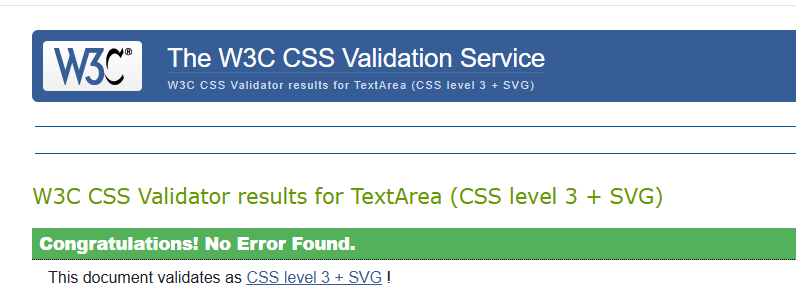 W3C®
The W3C CSS Validation Service
W3C CSS Validator results for TextArea (CSS level 3 + SVG)
W3C CSS Validator results for TextArea (CSS level 3 + SVG)
Congratulations! No Error Found.
This document validates as CSS level 3 + SVG !